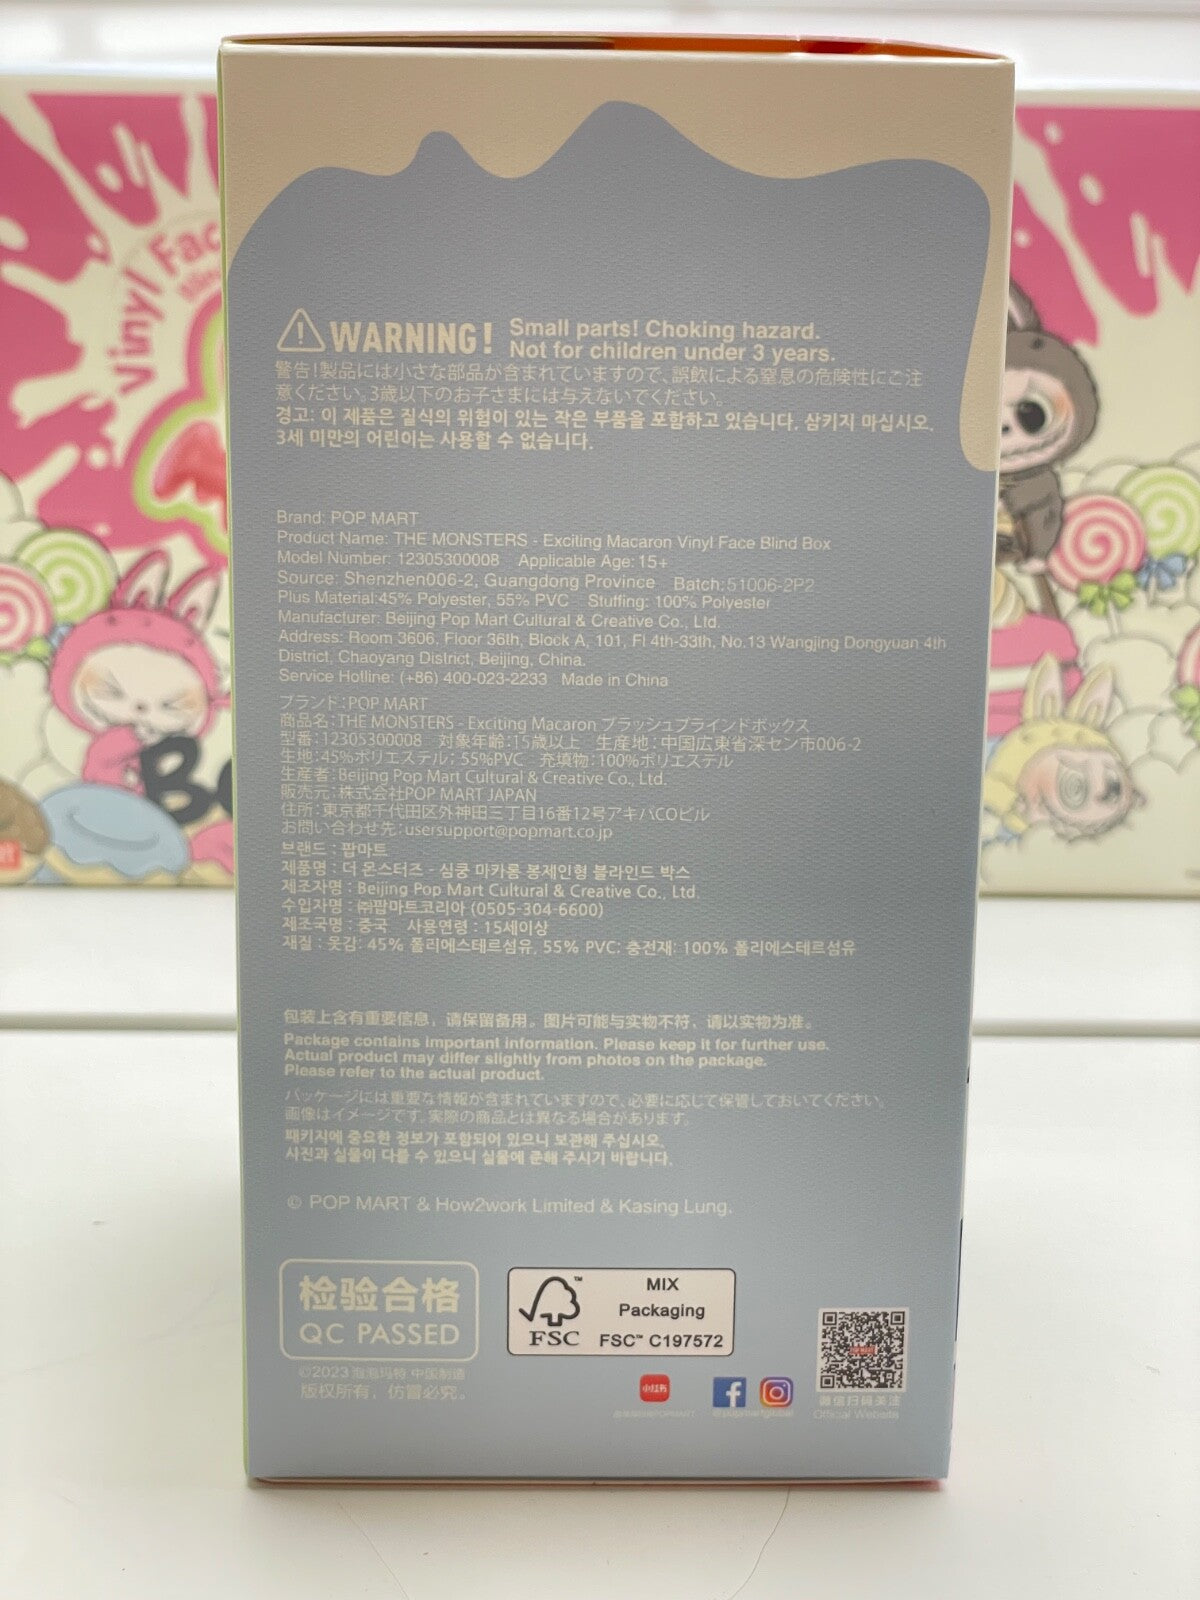 Vinyl Fac
WARNING! Small parts! Choking hazard.
Not for children under 3 years.
警告!製品には小さな部品が含まれていますので、誤飲による窒息の危険性にご注
意ください。3歳以下のお子さまには与えないでください。
경고: 이 제품은 질식의 위험이 있는 작은 부품을 포함하고 있습니다. 삼키지 마십시오.
3세 미만의 어린이는 사용할 수 없습니다.
Brand: POP MART
Product Name: THE MONSTERS - Exciting Macaron Vinyl Face Blind Box
Model Number: 12305300008 Applicable Age: 15+
Source: Shenzhen006-2, Guangdong Province Batch:51006-2P2
Plus Material:45% Polyester, 55% PVC Stuffing: 100% Polyester
Manufacturer: Beijing Pop Mart Cultural & Creative Co., Ltd.
Address: Room 3606, Floor 36th, Block A, 101, Fl 4th-33th, No.13 Wangjing Dongyuan 4th
District, Chaoyang District, Beijing, China.
Service Hotline: (+86) 400-023-2233 Made in China
ブランド:POP MART
商品名:THE MONSTERS - Exciting Macaron プラッシュブラインドボックス
型番:12305300008 対象年齢:15歳以上 生産地:中国広東省深セン市006-2
生地:45%ポリエステル; 55%PVC 充填物:100%ポリエステル
生産者:Beijing Pop Mart Cultural & Creative Co., Ltd.
販売元:株式会社POP MART JAPAN
住所:東京都千代田区外神田三丁目16番12号アキバCOビル
お問い合わせ先:usersupport@popmart.co.jp
브랜드 : 팝마트
제품명 : 더 몬스터즈 - 심쿵 마카롱 봉제인형 블라인드 박스
제조자명 : Beijing Pop Mart Cultural & Creative Co., Ltd.
수입자명 : ㈜팝마트코리아 (0505-304-6600)
제조국명 : 중국 사용연령 : 15세이상
재질 : 옷감: 45% 폴리에스테르섬유, 55% PVC; 충전재: 100% 폴리에스테르섬유
包装上含有重要信息，请保留备用。图片可能与实物不符，请以实物为准。
Package contains important information. Please keep it for further use.
Actual product may differ slightly from photos on the package.
Please refer to the actual product.
パッケージには重要な情報が含まれていますので、必要に応じて保管しておいてください。
画像はイメージです。実際の商品とは異なる場合があります。
패키지에 중요한 정보가 포함되어 있으니 보관해 주십시오.
사진과 실물이 다를 수 있으니 실물에 준해 주시기 바랍니다.
© POP MART & How2work Limited & Kasing Lung.
检验合格
QC PASSED
©2023 泡泡玛特 中国制造
版权所有，仿冒必究。
FSC
MIX
Packaging
FSC™ C197572
小红书
@popmartglobal
微信扫码关注
Official Website